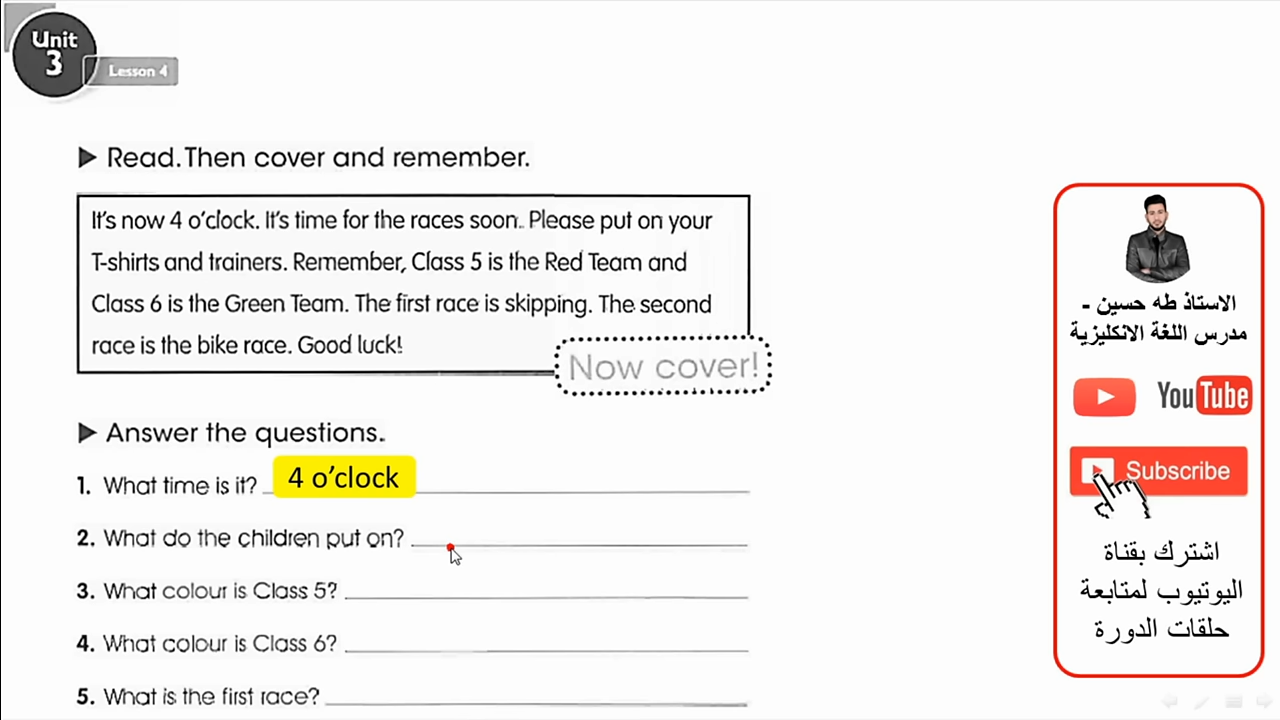 Unit
3
Lesson 4
Read. Then cover and remember.
It's now 4 o'clock. It's time for the races soon. Please put on your
T-shirts and trainers. Remember, Class 5 is the Red Team and
Class 6 is the Green Team. The first race is skipping. The second
race is the bike race. Good luck!
Now cover!
Answer the questions.
1. What time is it? 4 o'clock
2. What do the children put on?
3. What colour is Class 5?
4. What colour is Class 6?
5. What is the first race?
الاستاذ طه حسين -
مدرس اللغة الانكليزية
YouTube
Subscribe
اشترك بقناة
اليوتيوب لمتابعة
حلقات الدورة